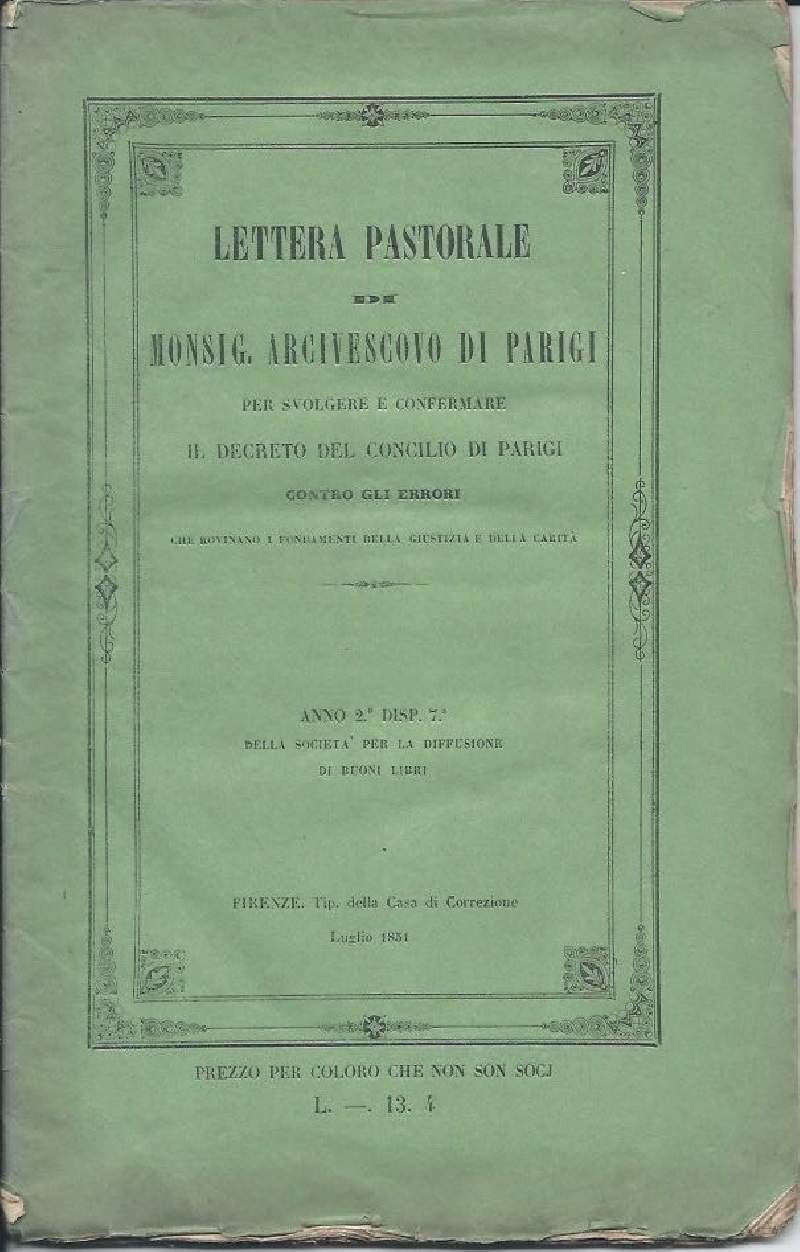 LETTERA PASTORALE
DI
MONSIG. ARCIVESCOVO DI PARIGI
PER SVOLGERE E CONFERMARE
IL DECRETO DEL CONCILIO DI PARIGI
CONTRO GLI ERRORI
CHE ROVINANO I FONDAMENTI DELLA GIUSTIZIA E DELLA CARITÀ
ANNO 2.° DISP. 7.ª
DELLA SOCIETA' PER LA DIFFUSIONE
DI BUONI LIBRI
FIRENZE. Tip. della Casa di Correzione
Luglio 1851
PREZZO PER COLORO CHE NON SON SOCJ
L. —. 13. 4